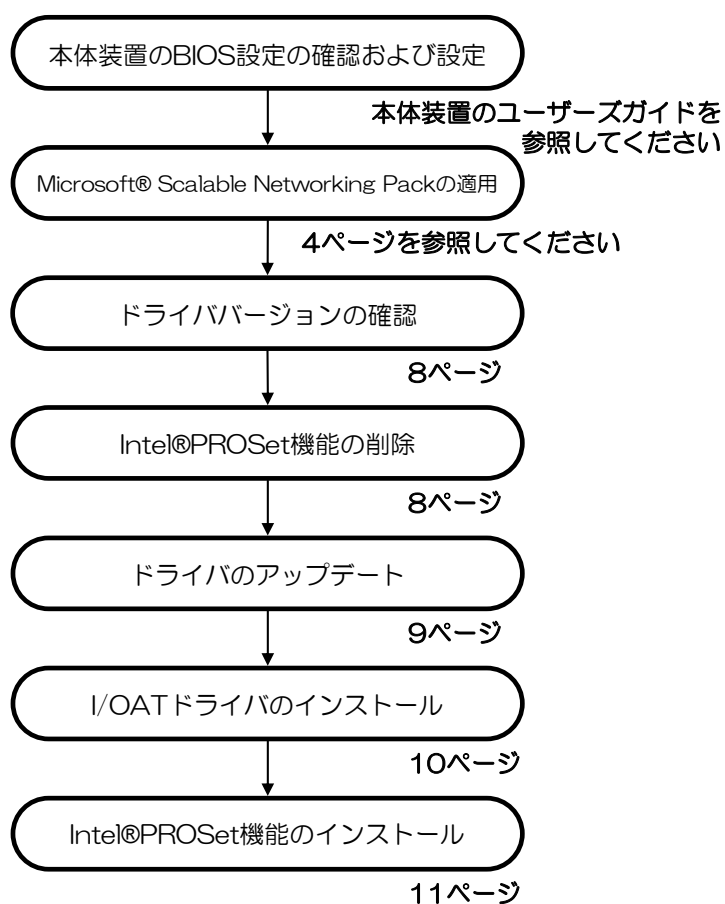 本体装置のBIOS設定の確認および設定
本体装置のユーザーズガイドを
参照してください
Microsoft® Scalable Networking Packの適用
4ページを参照してください
ドライババージョンの確認
8ページ
Intel®PROSet機能の削除
8ページ
ドライバのアップデート
9ページ
I/OATドライバのインストール
10ページ
Intel®PROSet機能のインストール
11ページ